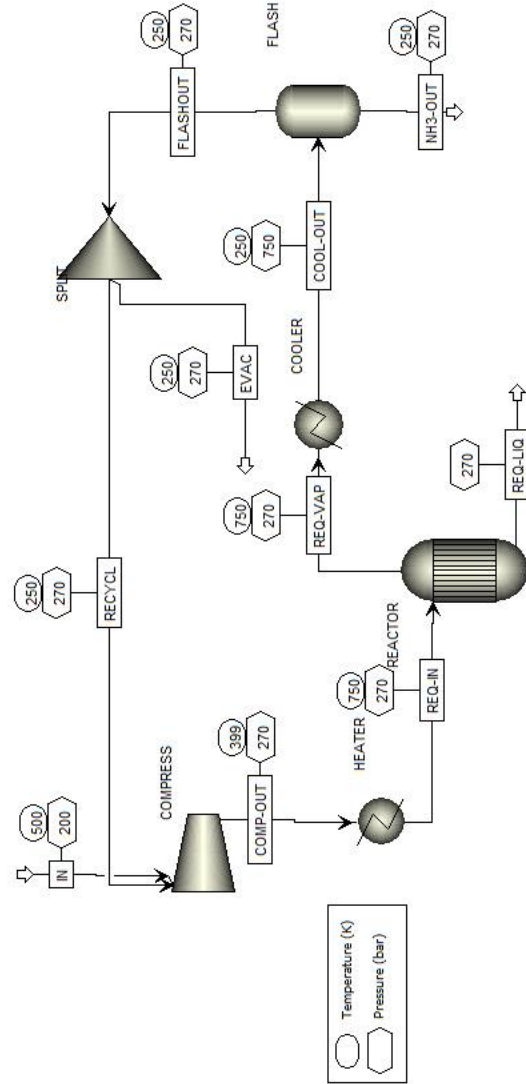 500
200
IN
250
270
RECYCL
SPLIT
250
270
FLASHOUT
COMPRESS
250
270
EVAC
399
270
COMP-OUT
FLASH
250
750
COOL-OUT
COOLER
750
270
REQ-VAP
250
270
NH3-OUT
HEATER
750
270
REQ-IN
REACTOR
270
REQ-LIQ
Temperature (K)
Pressure (bar)